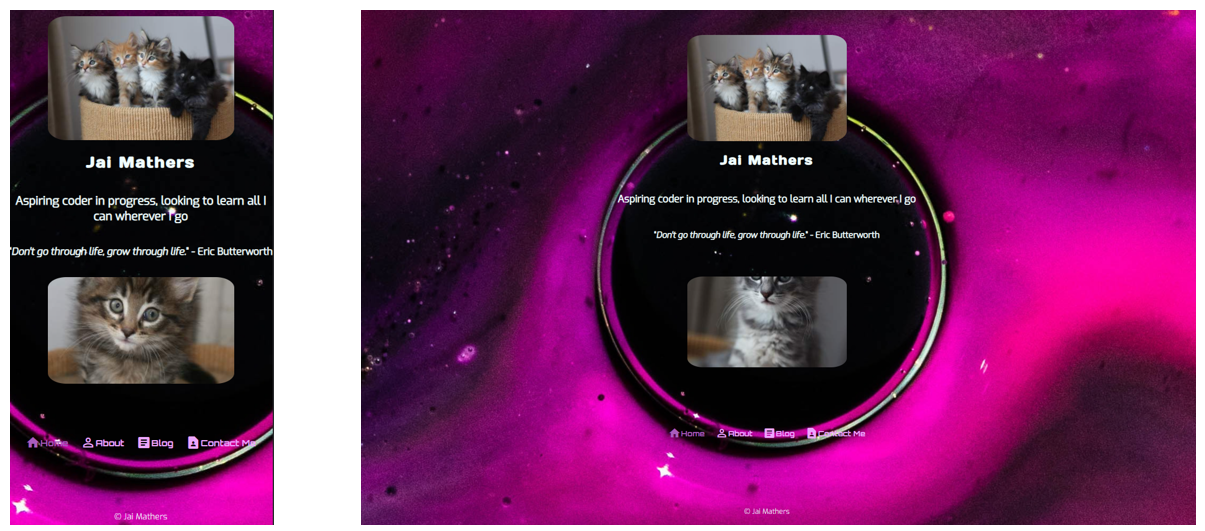 Jai Mathers
Aspiring coder in progress, looking to learn all I
can wherever I go
"Don't go through life, grow through life." - Eric Butterworth
Home About Blog Contact Me
© Jai Mathers
Jai Mathers
Aspiring coder in progress, looking to learn all I can wherever I go
"Don't go through life, grow through life." - Eric Butterworth
Home About Blog Contact Me
© Jai Mathers